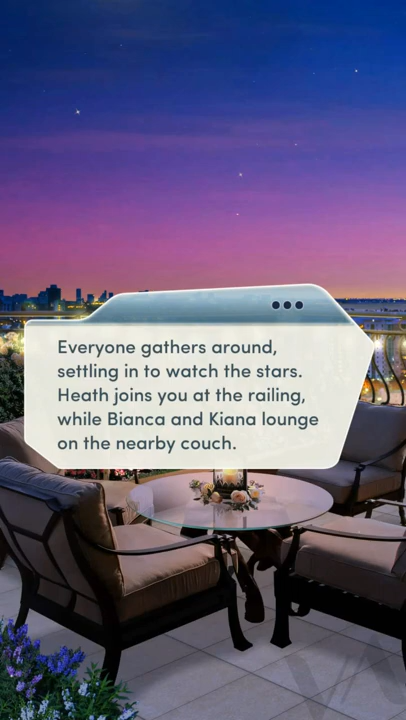 Everyone gathers around,
settling in to watch the stars.
Heath joins you at the railing,
while Bianca and Kiana lounge
on the nearby couch.